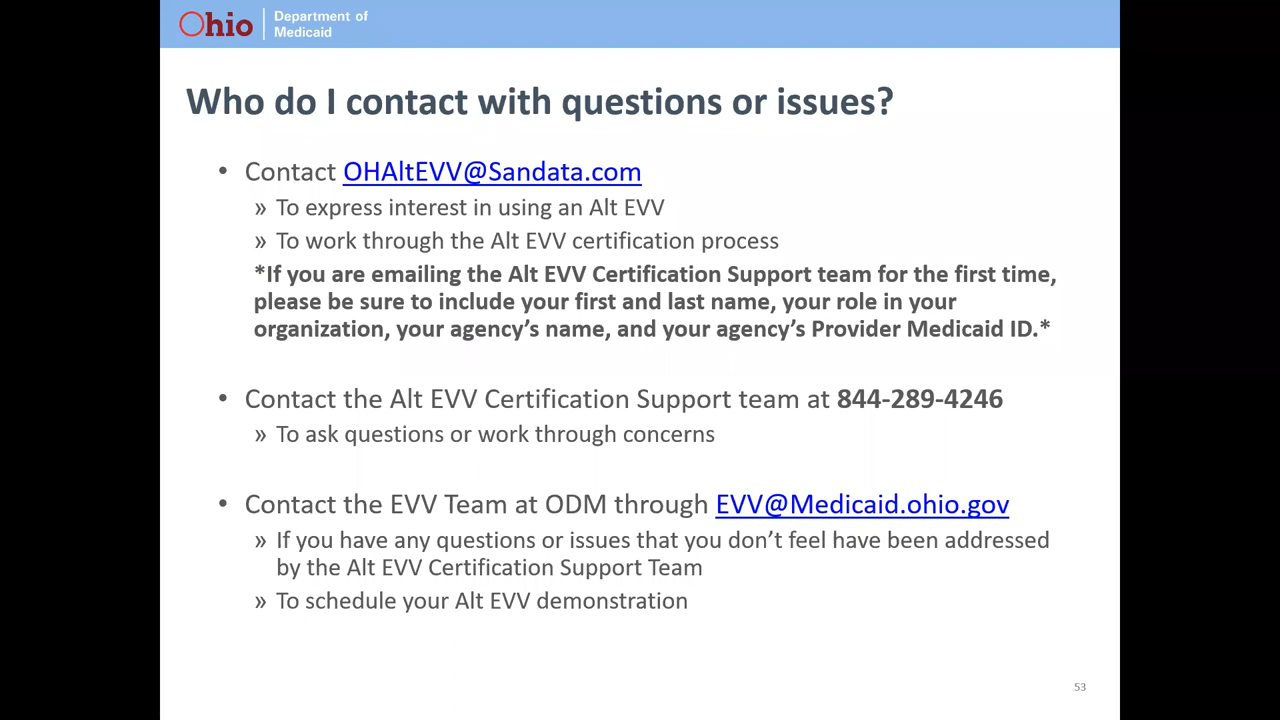 Ohio
Department of
Medicaid
Who do I contact with questions or issues?
• Contact OHAltEVV@Sandata.com
» To express interest in using an Alt EVV
» To work through the Alt EVV certification process
*If you are emailing the Alt EVV Certification Support team for the first time,
please be sure to include your first and last name, your role in your
organization, your agency’s name, and your agency’s Provider Medicaid ID.*
• Contact the Alt EVV Certification Support team at 844-289-4246
» To ask questions or work through concerns
• Contact the EVV Team at ODM through EVV@Medicaid.ohio.gov
» If you have any questions or issues that you don’t feel have been addressed
by the Alt EVV Certification Support Team
» To schedule your Alt EVV demonstration
53